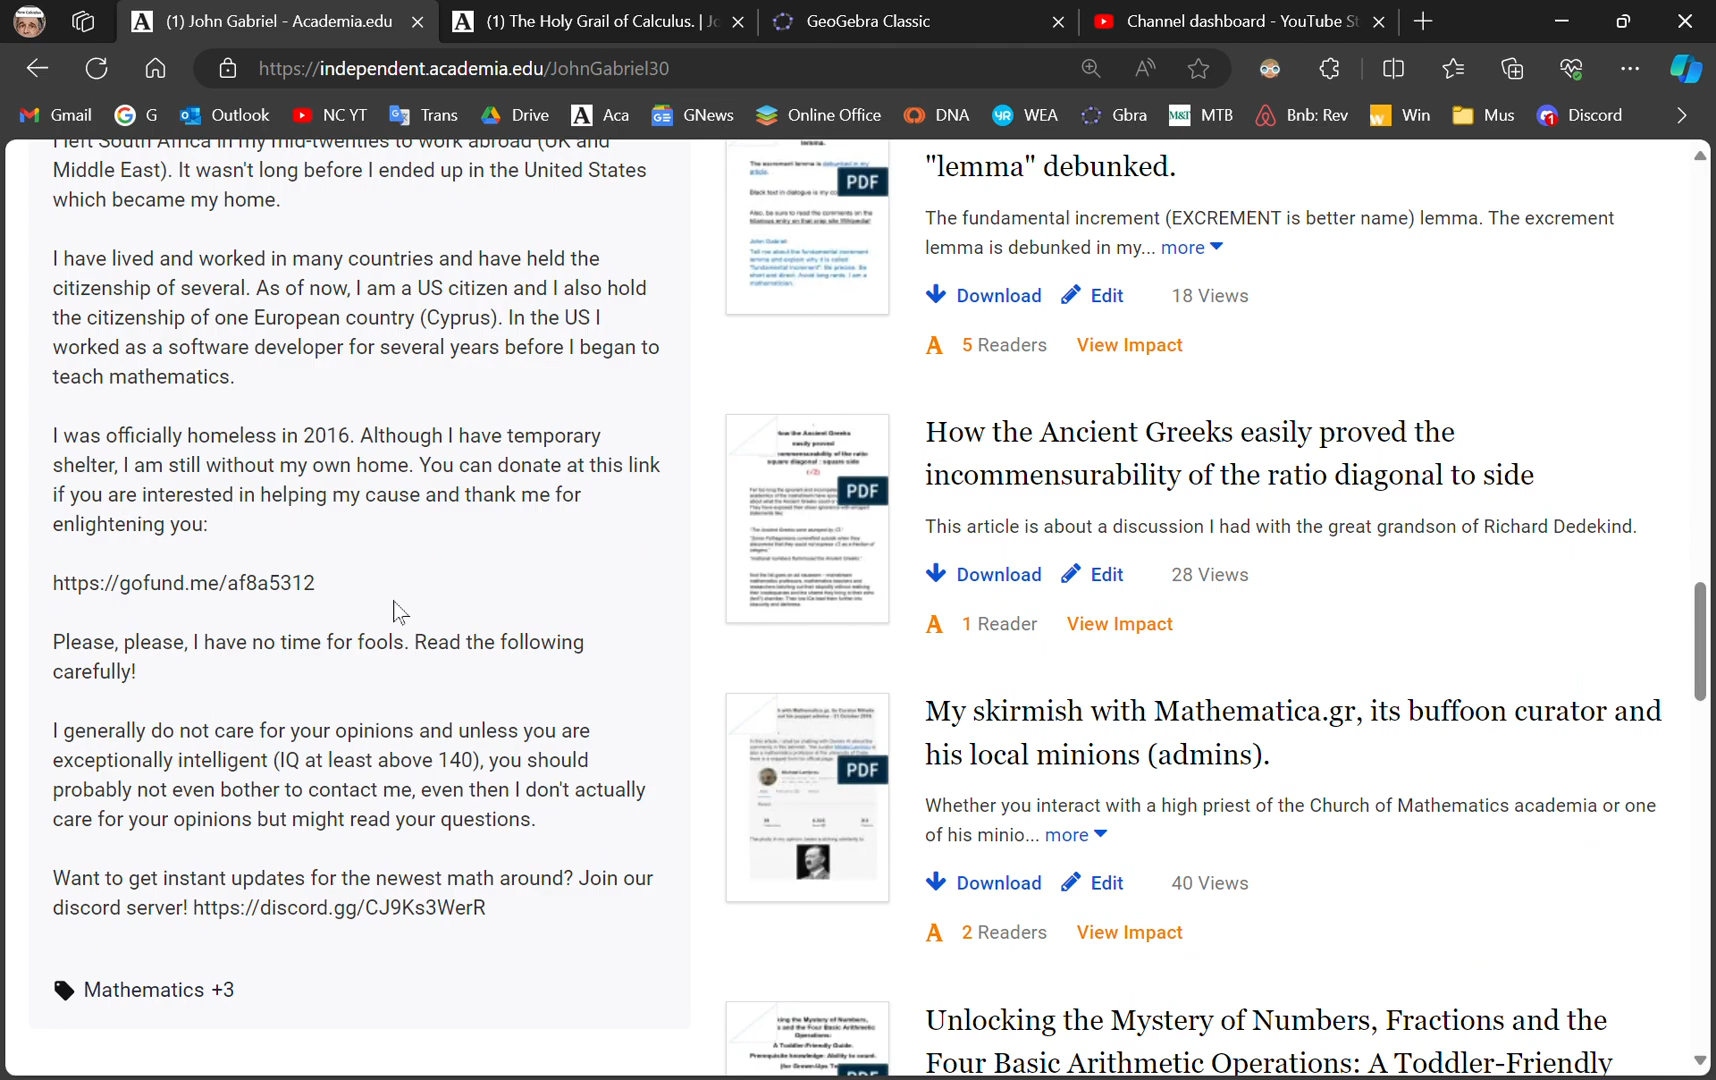 (1) John Gabriel - Academia.edu
(1) The Holy Grail of Calculus. | Jo
GeoGebra Classic
Channel dashboard - YouTube St
https://independent.academia.edu/JohnGabriel30
Gmail
G
Outlook
NC YT
Trans
Drive
Aca
GNews
Online Office
DNA
WEA
Gbra
MTB
Bnb: Rev
Win
Mus
Discord
I left South Africa in my mid-twenties to work abroad (UK and
Middle East). It wasn't long before I ended up in the United States
which became my home.
I have lived and worked in many countries and have held the
citizenship of several. As of now, I am a US citizen and I also hold
the citizenship of one European country (Cyprus). In the US I
worked as a software developer for several years before I began to
teach mathematics.
I was officially homeless in 2016. Although I have temporary
shelter, I am still without my own home. You can donate at this link
if you are interested in helping my cause and thank me for
enlightening you:
https://gofund.me/af8a5312
Please, please, I have no time for fools. Read the following
carefully!
I generally do not care for your opinions and unless you are
exceptionally intelligent (IQ at least above 140), you should
probably not even bother to contact me, even then I don't actually
care for your opinions but might read your questions.
Want to get instant updates for the newest math around? Join our
discord server! https://discord.gg/CJ9Ks3WerR
Mathematics +3
PDF
"lemma" debunked.
The fundamental increment (EXCREMENT is better name) lemma. The excrement
lemma is debunked in my... more
Download Edit 18 Views
5 Readers View Impact
PDF
How the Ancient Greeks easily proved the
incommensurability of the ratio diagonal to side
This article is about a discussion I had with the great grandson of Richard Dedekind.
Download Edit 28 Views
1 Reader View Impact
PDF
My skirmish with Mathematica.gr, its buffoon curator and
his local minions (admins).
Whether you interact with a high priest of the Church of Mathematics academia or one
of his minio... more
Download Edit 40 Views
2 Readers View Impact
PDF
Unlocking the Mystery of Numbers, Fractions and the
Four Basic Arithmetic Operations: A Toddler-Friendly